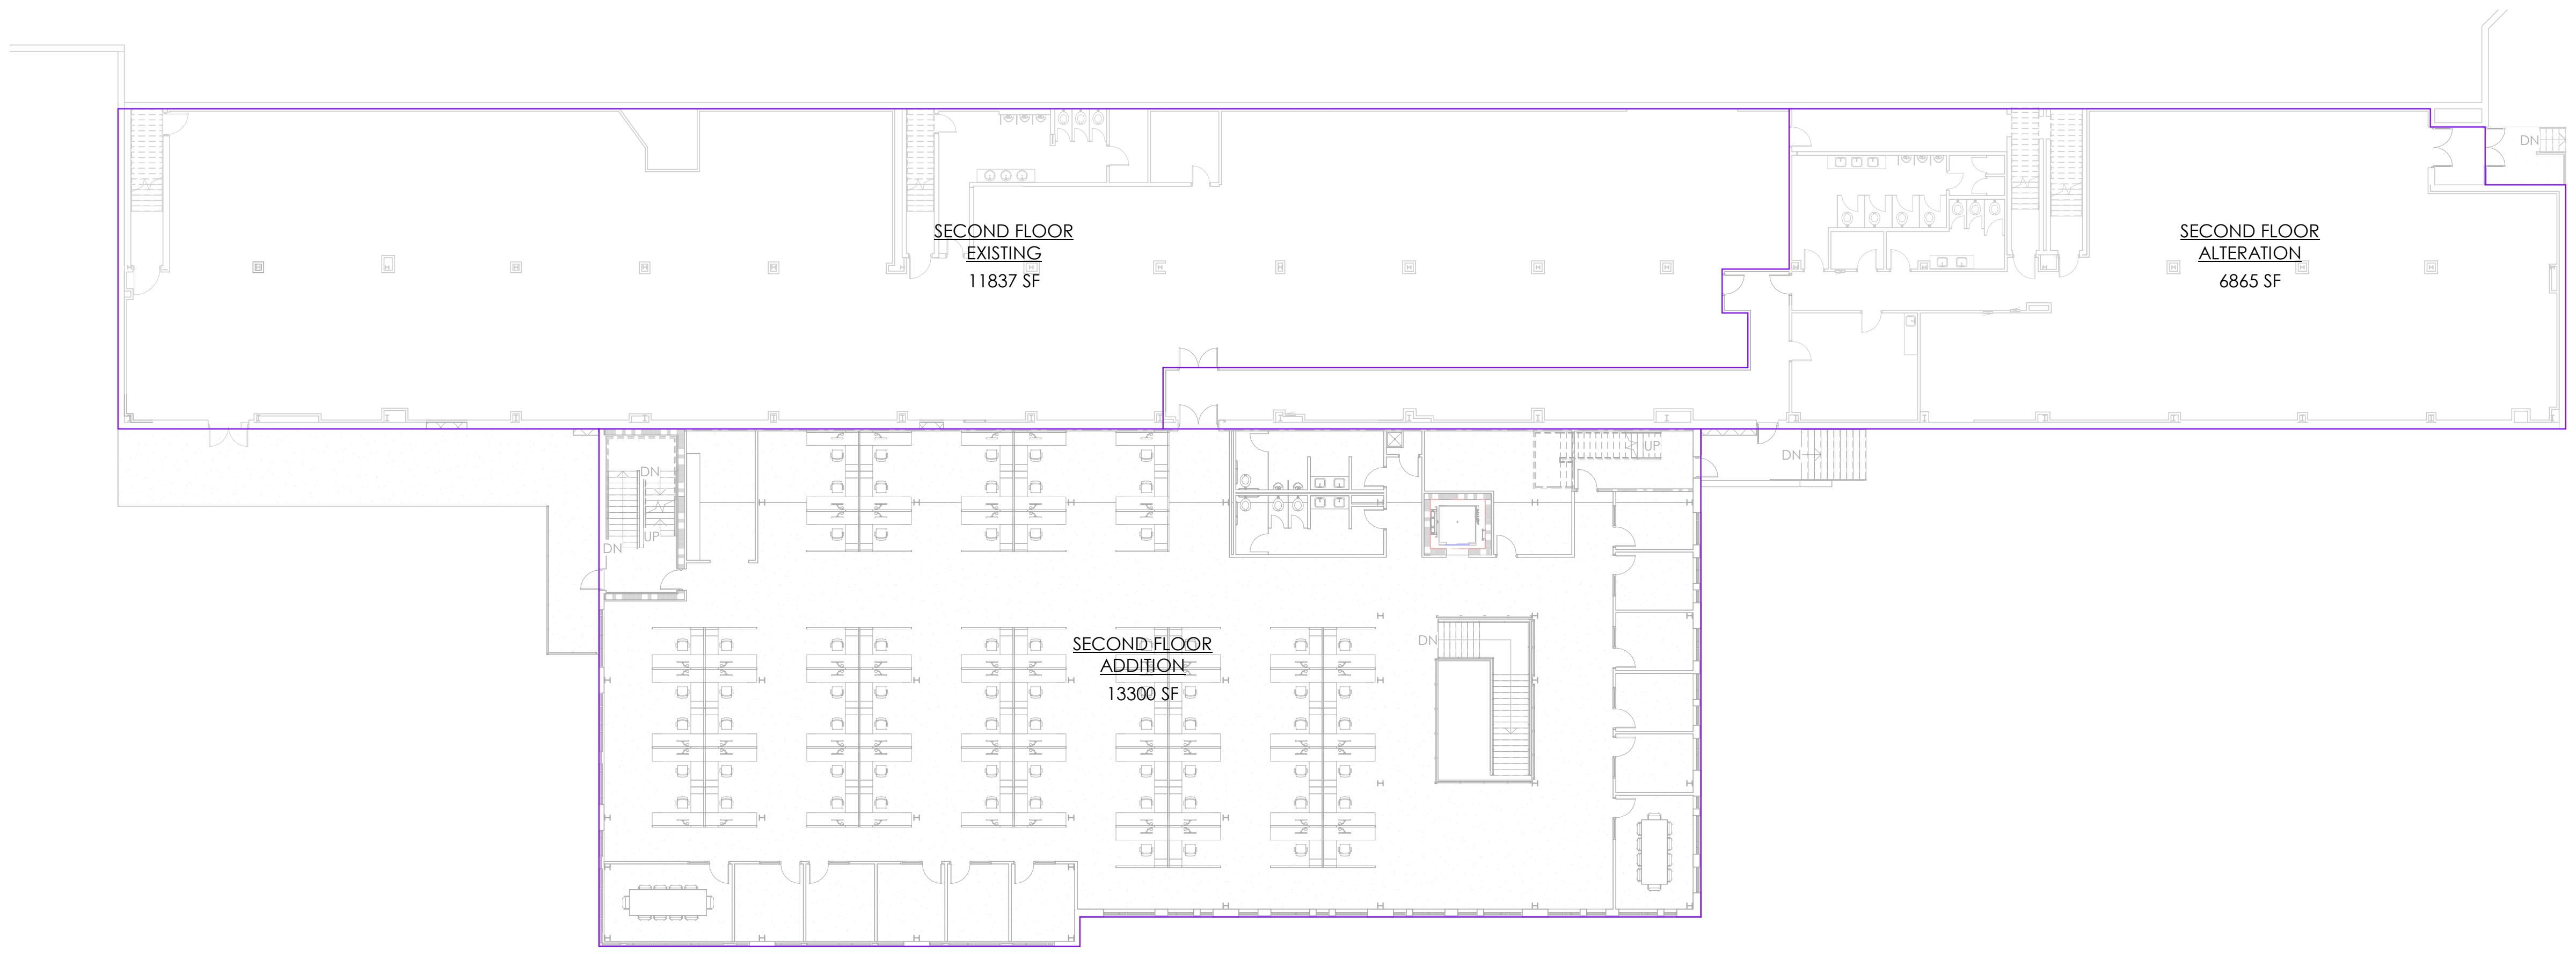 DN
SECOND FLOOR
EXISTING
11837 SF
SECOND FLOOR
ALTERATION
6865 SF
DN
UP
DN
UP
DN
DN
SECOND FLOOR
ADDITION
13300 SF
DN